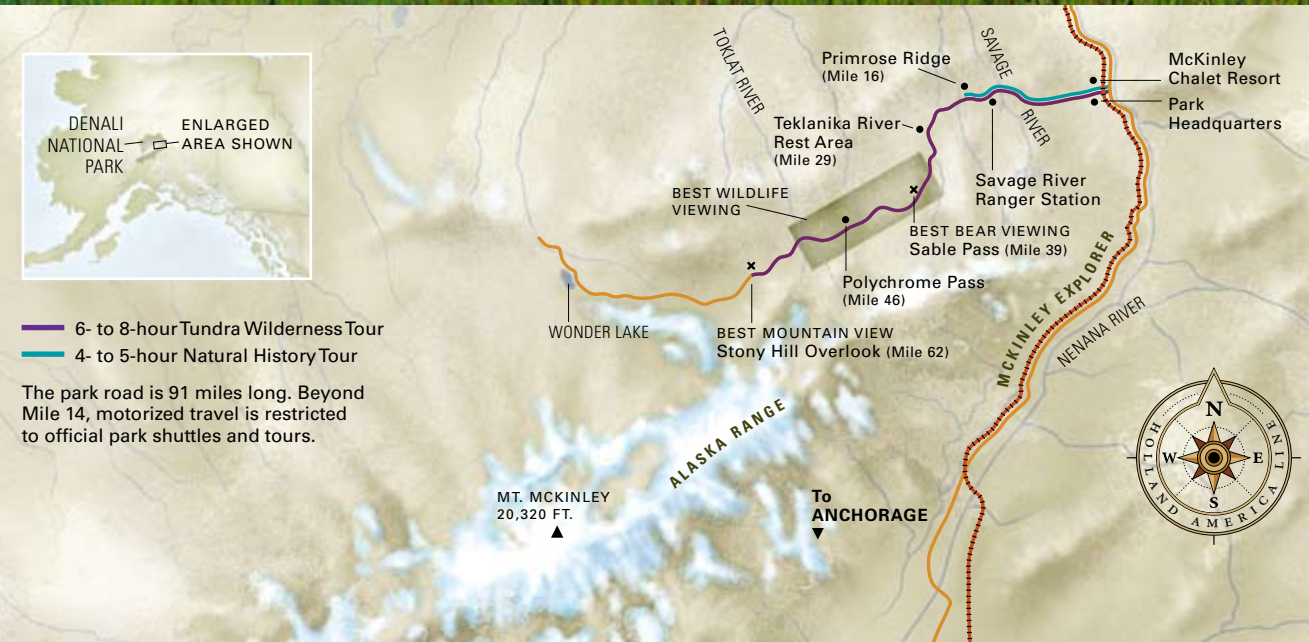 DENALI
NATIONAL
PARK
ENLARGED
AREA SHOWN
6- to 8-hour Tundra Wilderness Tour
4- to 5-hour Natural History Tour
The park road is 91 miles long. Beyond
Mile 14, motorized travel is restricted
to official park shuttles and tours.
TOKLAT RIVER
Primrose Ridge
(Mile 16)
SAVAGE
RIVER
McKinley
Chalet Resort
Park
Headquarters
Teklanika River
Rest Area
(Mile 29)
Savage River
Ranger Station
BEST WILDLIFE
VIEWING
BEST BEAR VIEWING
Sable Pass (Mile 39)
Polychrome Pass
(Mile 46)
WONDER LAKE
BEST MOUNTAIN VIEW
Stony Hill Overlook (Mile 62)
MCKINLEY EXPLORER
NENANA RIVER
ALASKA RANGE
MT. MCKINLEY
20,320 FT.
To
ANCHORAGE
N
W
E
S
HOLLAND AMERICA LINE